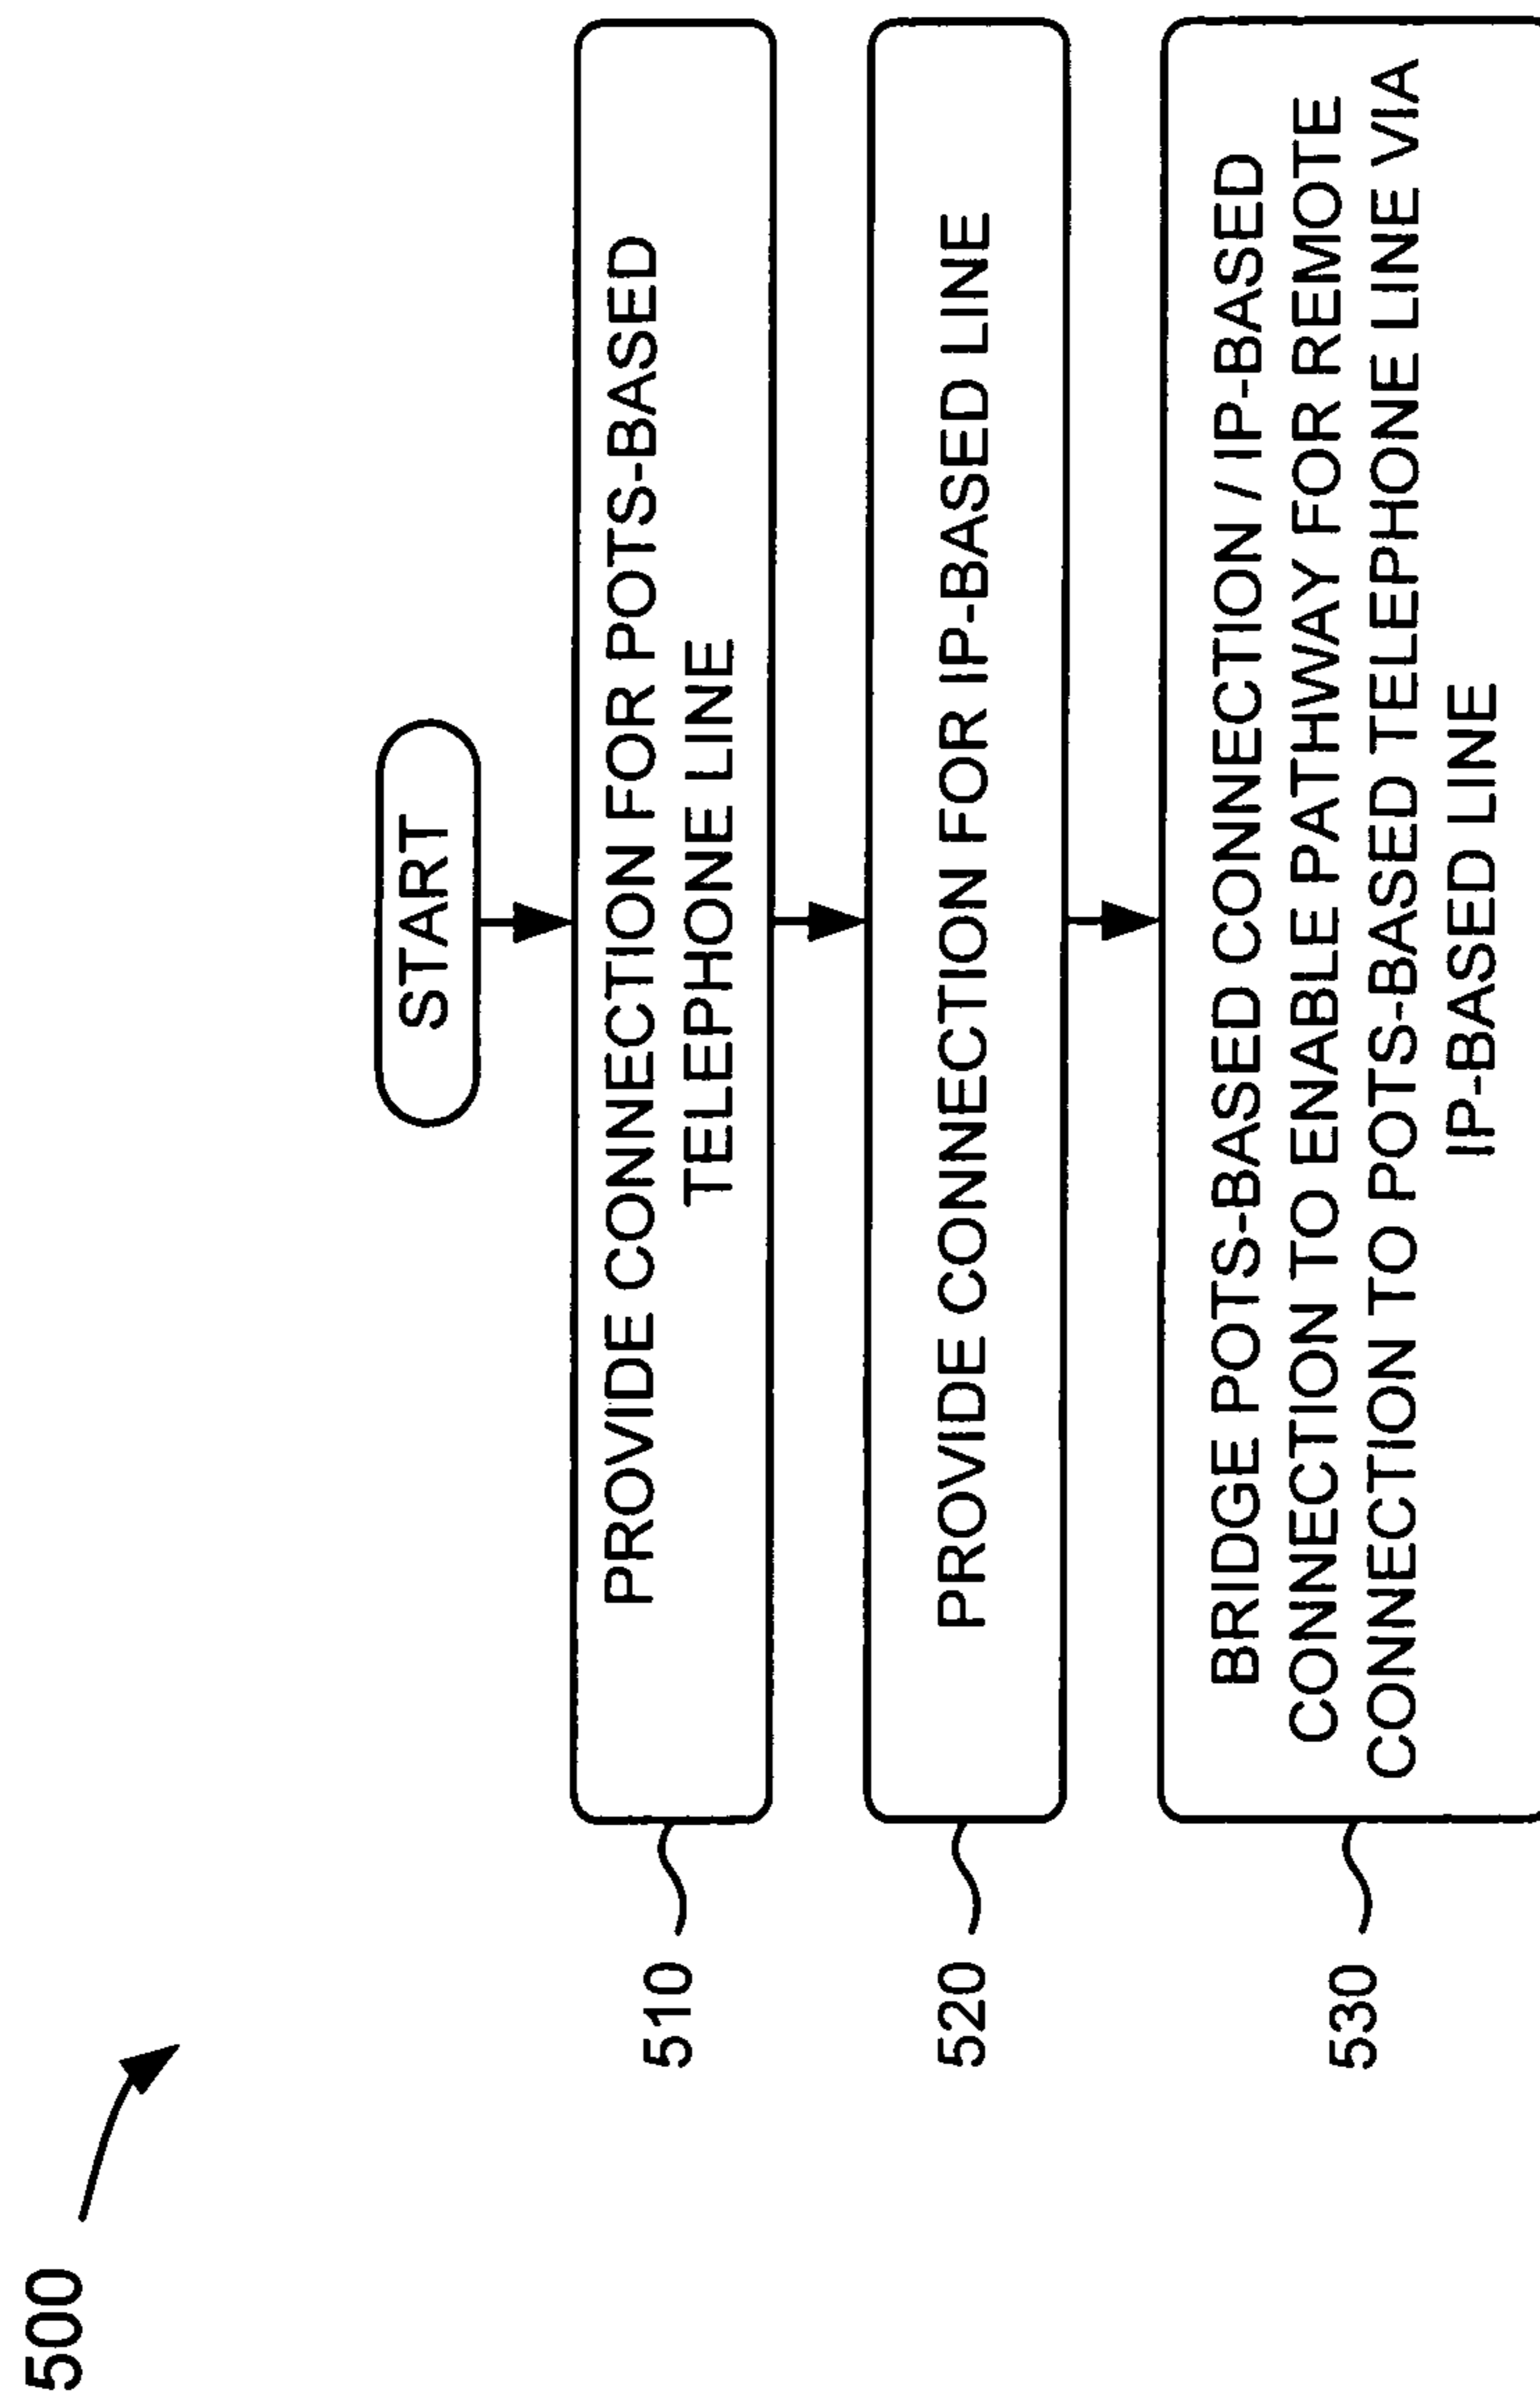 500
START
510
PROVIDE CONNECTION FOR POTS-BASED
TELEPHONE LINE
520
PROVIDE CONNECTION FOR IP-BASED LINE
530
BRIDGE POTS-BASED CONNECTION / IP-BASED
CONNECTION TO ENABLE PATHWAY FOR REMOTE
CONNECTION TO POTS-BASED TELEPHONE LINE VIA
IP-BASED LINE